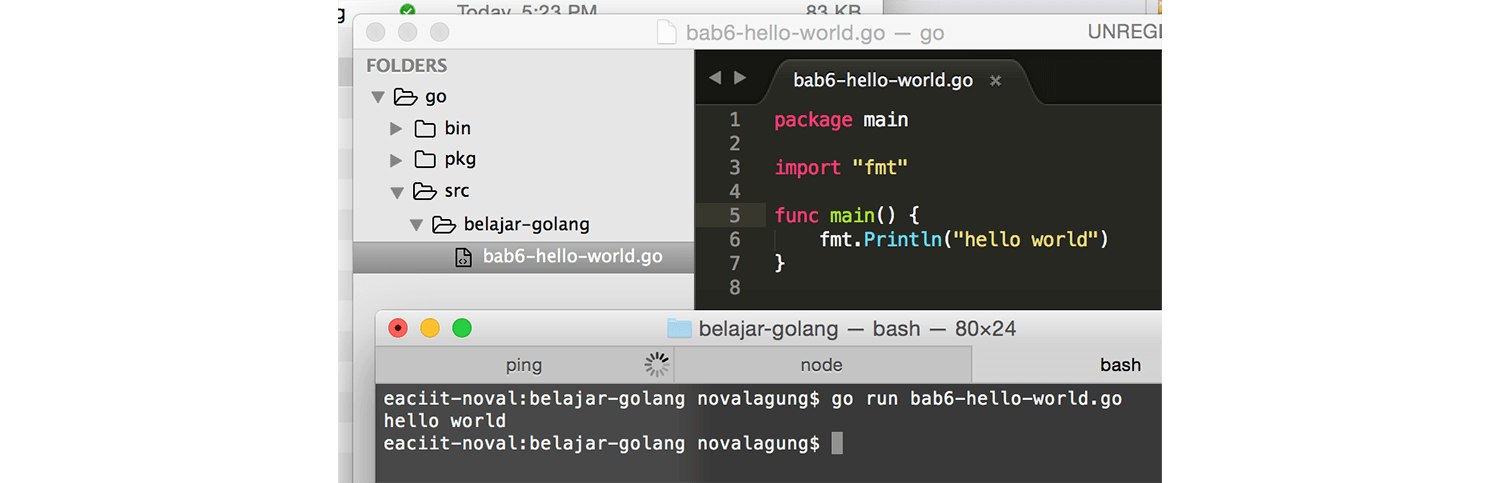 Today, 5:23 PM 83 KB
bab6-hello-world.go — go
FOLDERS
go
bin
pkg
src
belajar-golang
bab6-hello-world.go
bab6-hello-world.go ×
1 package main
2
3 import "fmt"
4
5 func main() {
6 fmt.Println("hello world")
7 }
8
belajar-golang — bash — 80×24
ping node bash
eaciit-noval:belajar-golang novalagung$ go run bab6-hello-world.go
hello world
eaciit-noval:belajar-golang novalagung$